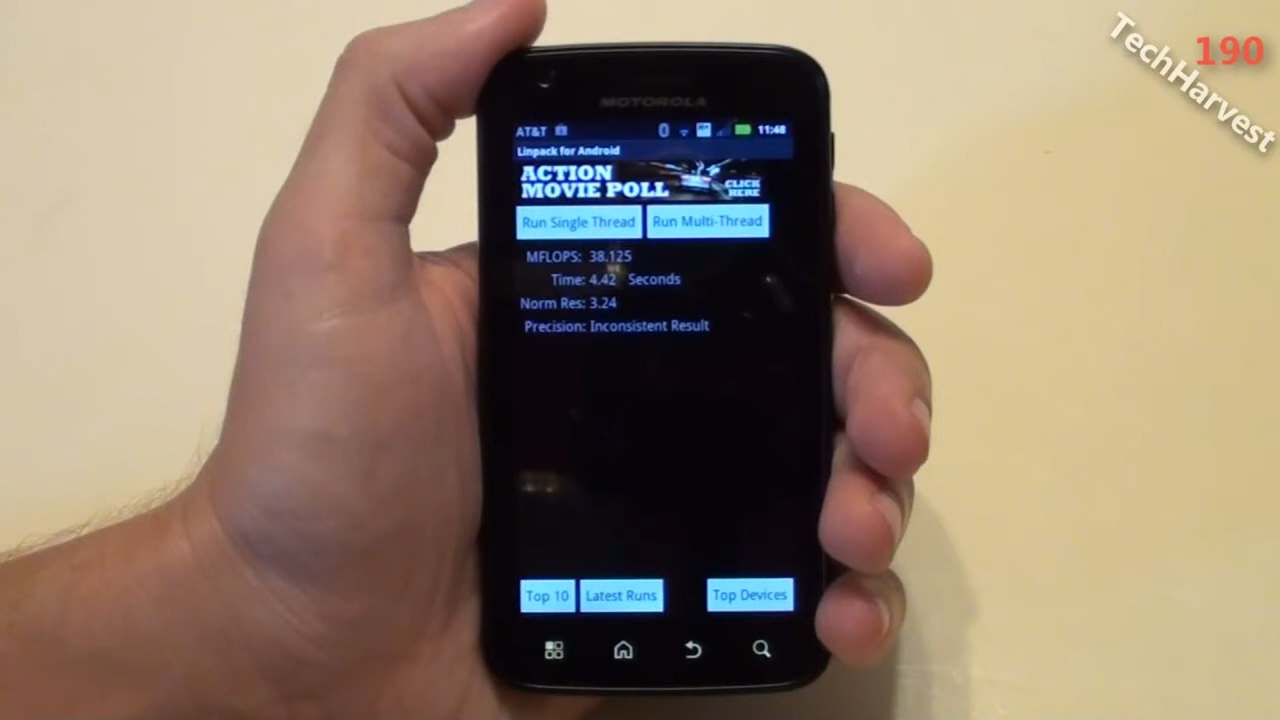 TechHarvest
190
MOTOROLA
AT&T 11:48
Linpack for Android
ACTION
MOVIE POLL
CLICK
HERE
Run Single Thread Run Multi-Thread
MFLOPS: 38.125
Time: 4.42 Seconds
Norm Res: 3.24
Precision: Inconsistent Result
Top 10 Latest Runs Top Devices